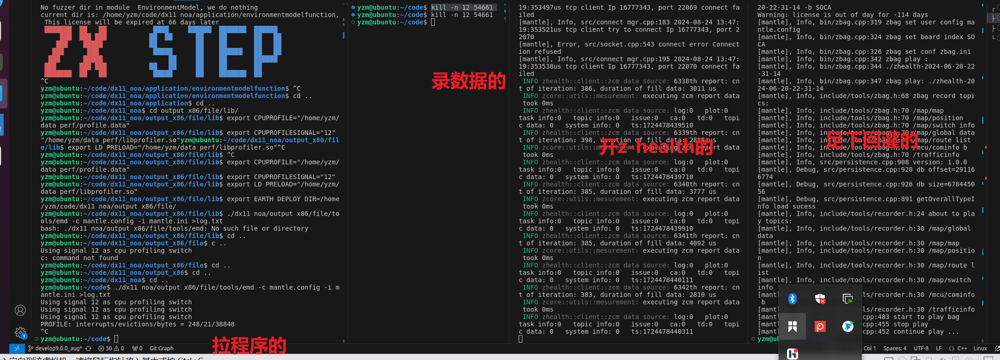 No fuzzer dir in module  EnvironmentModel, we do nothing
current dir is: /home/yzm/code/dx11 noa/application/environmentmodelfunction,
 This license will be expired at 66 days later
ZX STEP
^C
yzm@ubuntu:~/code/dx11_noa/application/environmentmodelfunction$ ^C
yzm@ubuntu:~/code/dx11_noa/application/environmentmodelfunction$ cd ..
yzm@ubuntu:~/code/dx11_noa/application$ cd ..
yzm@ubuntu:~/code/dx11_noa$ cd output x86/file/lib/
yzm@ubuntu:~/code/dx11_noa/output_x86/file/lib$ export CPUPROFILE="/home/yzm/
data perf/profile.data"
yzm@ubuntu:~/code/dx11_noa/output_x86/file/lib$ export CPUPROFILESIGNAL="12"
"/home/yzm/data perf/libprofiler.so"yzm@ubuntu:~/code/dx11_noa/output_x86/fil
e/lib$ export LD PRELOAD="/home/yzm/data perf/libprofiler.so"^C
yzm@ubuntu:~/code/dx11_noa/output_x86/file/lib$ ^C
yzm@ubuntu:~/code/dx11_noa/output_x86/file/lib$ export CPUPROFILE="/home/yzm/
data perf/profile.data"
yzm@ubuntu:~/code/dx11_noa/output_x86/file/lib$ export CPUPROFILESIGNAL="12"
yzm@ubuntu:~/code/dx11_noa/output_x86/file/lib$ export LD PRELOAD="/home/yzm/
data perf/libprofiler.so"
yzm@ubuntu:~/code/dx11_noa/output_x86/file/lib$ export EARTH DEPLOY DIR=/home
/yzm/code/dx11 noa/output x86/file/
yzm@ubuntu:~/code/dx11_noa/output_x86/file/lib$ ./dx11 noa/output x86/file/to
ols/emd -c mantle.config -i mantle.ini >log.txt
bash: ./dx11 noa/output x86/file/tools/emd: No such file or directory
yzm@ubuntu:~/code/dx11_noa/output_x86/file/lib$ cd ..
yzm@ubuntu:~/code/dx11_noa/output_x86/file$ c ..
Using signal 12 as cpu profiling switch
c: command not found
yzm@ubuntu:~/code/dx11_noa/output_x86/file$ cd ..
yzm@ubuntu:~/code/dx11_noa/output_x86$ cd ..
yzm@ubuntu:~/code/dx11_noa$ cd ..
yzm@ubuntu:~/code$ ./dx11 noa/output x86/file/tools/emd -c mantle.config -i m
antle.ini >log.txt
Using signal 12 as cpu profiling switch
Using signal 12 as cpu profiling switch
Using signal 12 as cpu profiling switch
PROFILE: interrupts/evictions/bytes = 248/21/38848
^C
yzm@ubuntu:~/code$
拉程序的
yzm@ubuntu:~/code$ kill -n 12 54661
yzm@ubuntu:~/code$ kill -n 12 54661
yzm@ubuntu:~/code$
录数据的
19:353497us tcp client Ip 16777343, port 22069 connect fa
iled
[mantle], Info, src/connect mgr.cpp:183 2024-08-24 13:47:
19:353521us tcp client try to connect Ip 16777343, port 2
2070
[mantle], Error, src/socket.cpp:543 connect error Connect
ion refused
[mantle], Info, src/connect mgr.cpp:195 2024-08-24 13:47:
19:353538us tcp client Ip 16777343, port 22070 connect fa
iled
INFO zhealth::client::zcm data source: 6338th report: cn
t of iteration: 386, duration of fill data: 3011 us
INFO zcore::utils::mesurement: executing zcm report data
took 0ms
INFO zhealth::client::zcm data source: log:0   plot:0
task info:0   topic info:0   issue:0   ca:0   td:0   topi
c data: 0   system info: 0   ts:1724478439510
INFO zhealth::client::zcm data source: 6339th report: cn
t of iteration: 398, duration of fill data: 2878 us
INFO zcore::utils::mesurement: executing zcm report data
took 0ms
开z-health的
INFO zhealth::client::zcm data source: log:0   plot:0
task info:0   topic info:0   issue:0   ca:0   td:0   topi
c data: 0   system info: 0   ts:1724478439710
INFO zhealth::client::zcm data source: 6340th report: cn
t of iteration: 385, duration of fill data: 3777 us
INFO zcore::utils::mesurement: executing zcm report data
took 0ms
INFO zhealth::client::zcm data source: log:0   plot:0
task info:0   topic info:0   issue:0   ca:0   td:0   topi
c data: 0   system info: 0   ts:1724478439910
INFO zhealth::client::zcm data source: 6341th report: cn
t of iteration: 385, duration of fill data: 4092 us
INFO zcore::utils::mesurement: executing zcm report data
took 0ms
INFO zhealth::client::zcm data source: log:0   plot:0
task info:0   topic info:0   issue:0   ca:0   td:0   topi
c data: 0   system info: 0   ts:1724478440111
INFO zhealth::client::zcm data source: 6342th report: cn
t of iteration: 383, duration of fill data: 2810 us
INFO zcore::utils::mesurement: executing zcm report data
took 0ms
INFO zhealth::client::zcm data source: log:0   plot:0
task info:0   topic info:0   issue:0   ca:0   td:0   topi
c data: 0   system info: 0   ts:1724478440311
20-22-31-14 -b SOCA
Warning: license is out of day for -114 days
[mantle], Info, bin/zbag.cpp:319 zbag set user config ma
ntle.config
[mantle], Info, bin/zbag.cpp:324 zbag set board index SO
CA
[mantle], Info, bin/zbag.cpp:326 zbag set conf zbag.ini
[mantle], Info, bin/zbag.cpp:342 zbag play :
[mantle], Info, bin/zbag.cpp:344 ./zhealth-2024-06-20-22
-31-14
[mantle], Info, bin/zbag.cpp:347 zbag play: ./zhealth-20
24-06-20-22-31-14
[mantle], Info, include/tools/zbag.h:68 zbag record topi
cs:
[mantle], Info, include/tools/zbag.h:70 /map/map
[mantle], Info, include/tools/zbag.h:70 /map/position
[mantle], Info, include/tools/zbag.h:70 /map/switch info
[mantle], Info, include/tools/zbag.h:70 /map/global data
[mantle], Info, include/tools/zbag.h:70 /map/route list
[mantle], Info, include/tools/zbag.h:70 /mcu/cominfo b
[mantle], Info, include/tools/zbag.h:70 /trafficinfo
足下回灌的
[mantle], Info, src/persistence.cpp:908 version: 1.0.0
[mantle], Debug, src/persistence.cpp:920 db offset=29116
6774
[mantle], Debug, src/persistence.cpp:926 db size=6784450
56
[mantle], Debug, src/persistence.cpp:891 getOverallTypeI
nfo load sucess
[mantle], Info, include/tools/recorder.h:24 about to pla
y topics:
[mantle], Info, include/tools/recorder.h:30 /map/global
data
[mantle], Info, include/tools/recorder.h:30 /map/map
[mantle], Info, include/tools/recorder.h:30 /map/positio
n
[mantle], Info, include/tools/recorder.h:30 /map/route l
ist
[mantle], Info, include/tools/recorder.h:30 /map/switch
info
[mant ols/recorder.h:30 /mcu/cominfo
b
[mant ols/recorder.h:30 /trafficinfo
[mant cpp:483 start to play bag
[mant cpp:455 stop play
[mant cpp:452 continue play ...
yzm@u
develop9.0.0_aug* 30 0 0 Git Graph
Col 1 Spaces: 4 UTF-8 LF {} C++ Linux